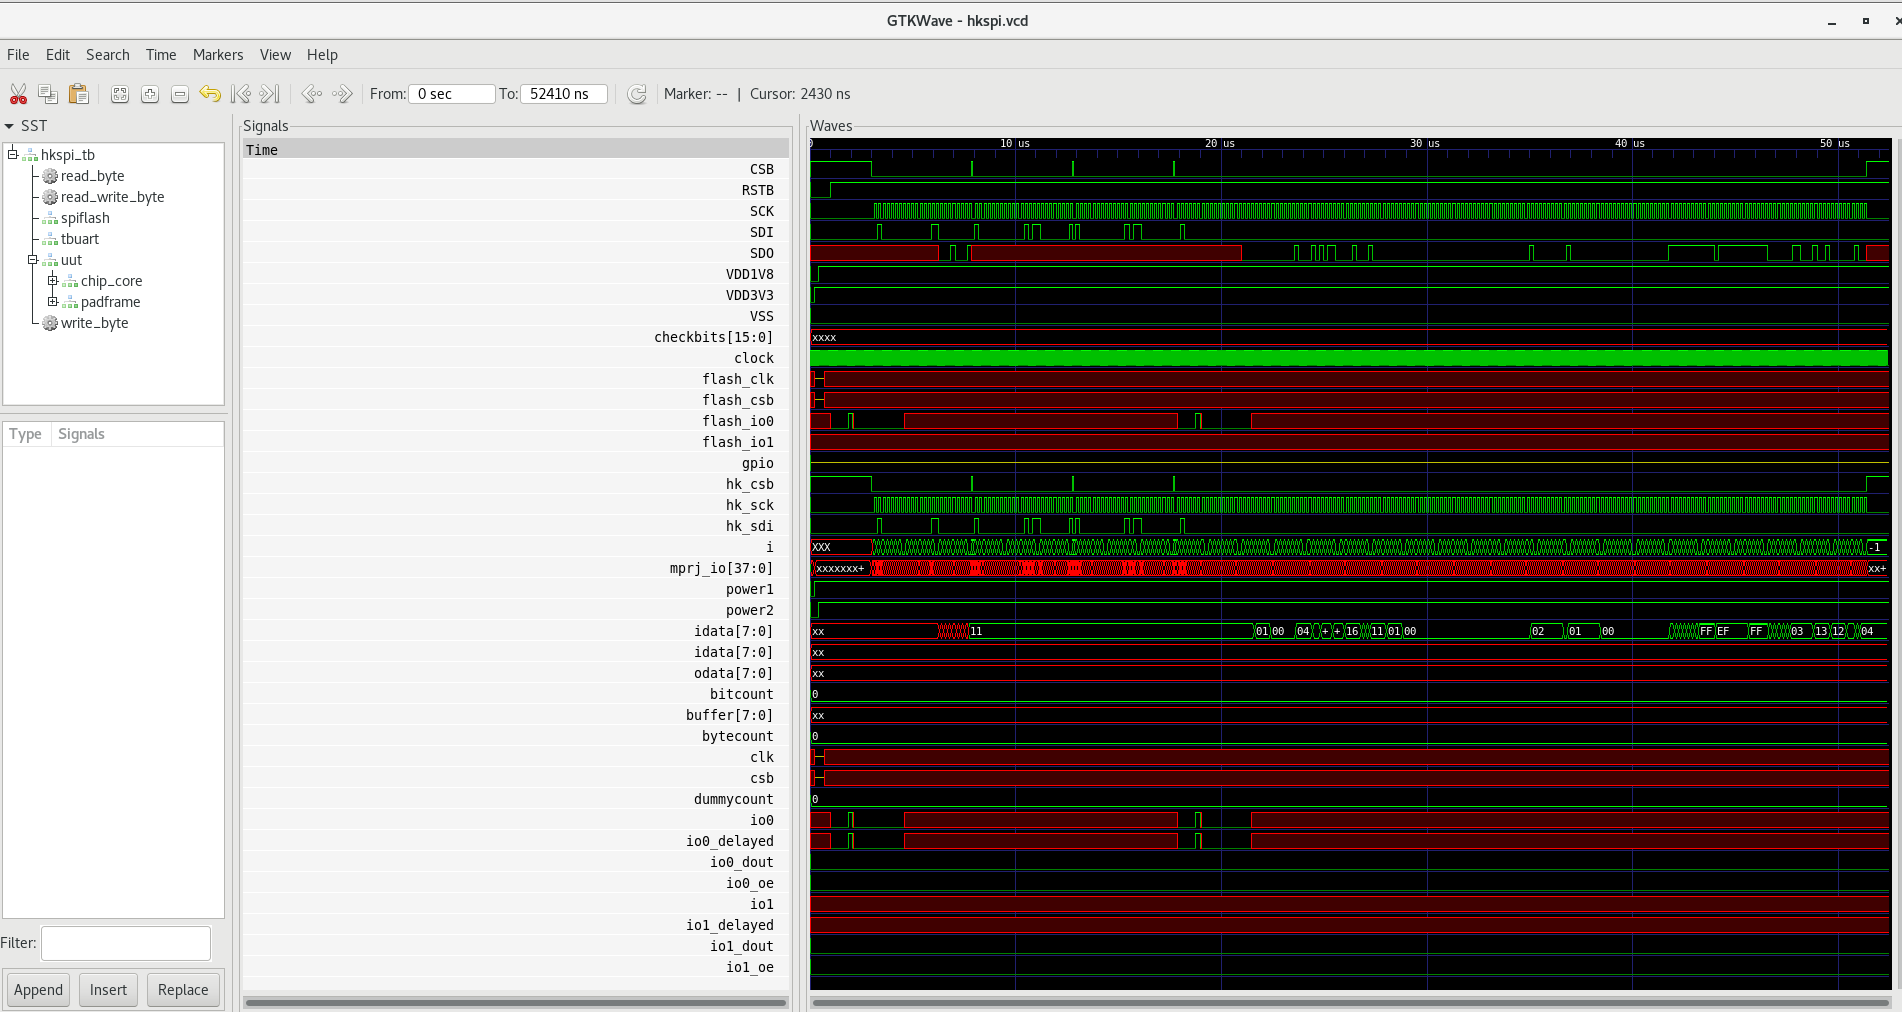 GTKWave - hkspi.vcd
File Edit Search Time Markers View Help
From: 0 sec To: 52410 ns Marker: -- | Cursor: 2430 ns
SST
hkspi_tb
read_byte
read_write_byte
spiflash
tbuart
uut
chip_core
padframe
write_byte
Type Signals
Filter:
Append Insert Replace
Signals
Time
CSB
RSTB
SCK
SDI
SDO
VDD1V8
VDD3V3
VSS
checkbits[15:0]
clock
flash_clk
flash_csb
flash_io0
flash_io1
gpio
hk_csb
hk_sck
hk_sdi
i
mprj_io[37:0]
power1
power2
idata[7:0]
idata[7:0]
odata[7:0]
bitcount
buffer[7:0]
bytecount
clk
csb
dummycount
io0
io0_delayed
io0_dout
io0_oe
io1
io1_delayed
io1_dout
io1_oe
Waves
0 10 us 20 us 30 us 40 us 50 us
xxxx
XXX -1
xxxxxxx+ xx+
xx 11 01 00 04 + + 16 11 01 00 02 01 00 FF EF FF 03 13 12 04
xx
xx
0
xx
0
0